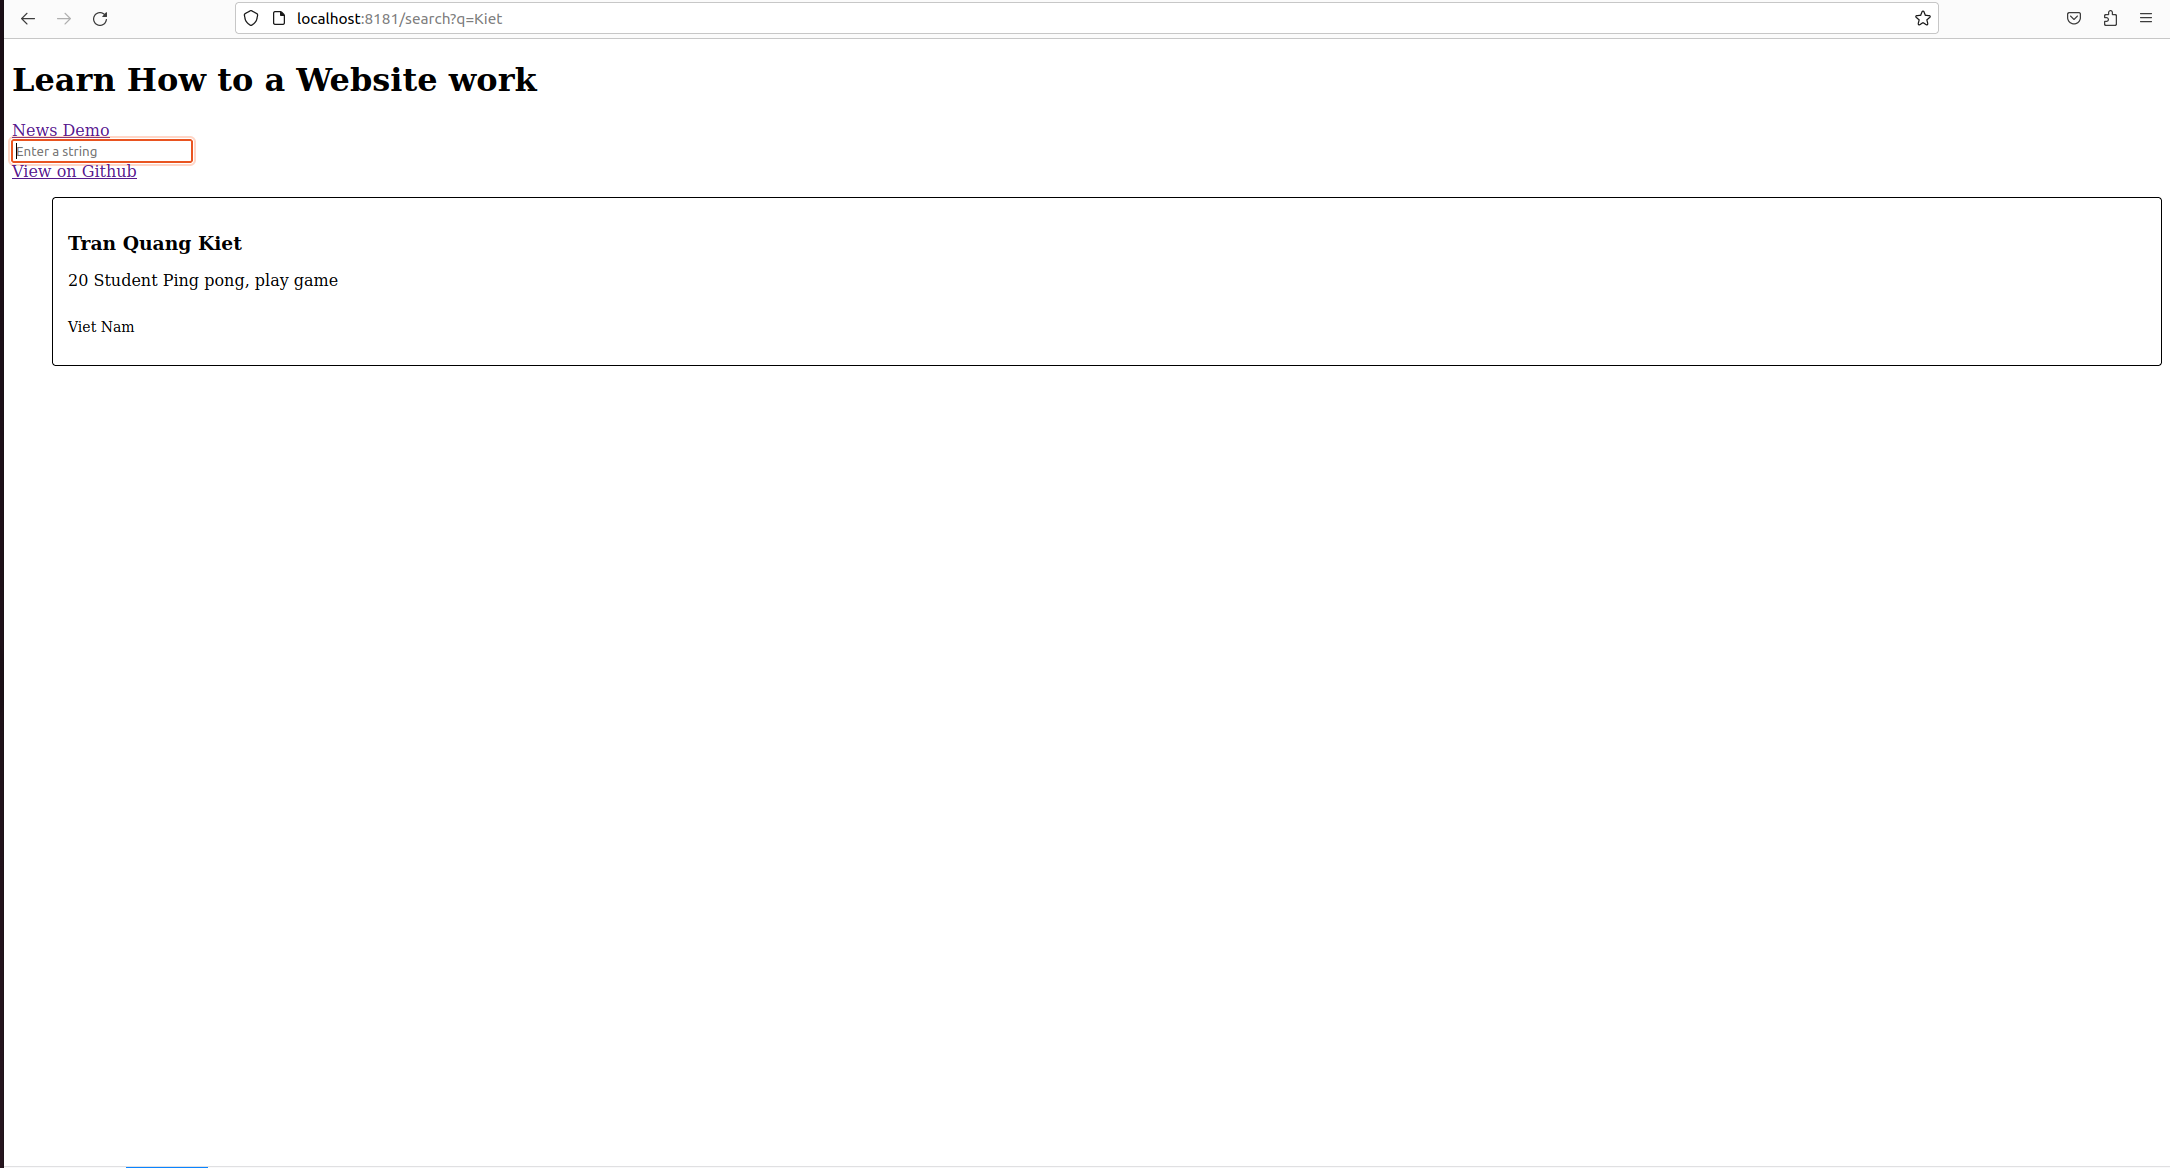 localhost:8181/search?q=Kiet
Learn How to a Website work
News Demo
Enter a string
View on Github
Tran Quang Kiet
20 Student Ping pong, play game
Viet Nam